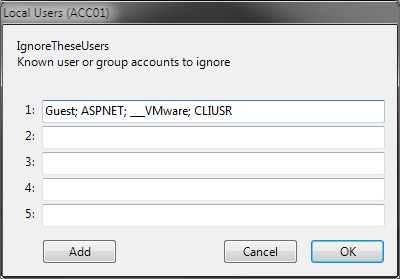 Local Users (ACC01)
IgnoreTheseUsers
Known user or group accounts to ignore
1: Guest; ASPNET; ___VMware; CLIUSR
2:
3:
4:
5:
Add Cancel OK